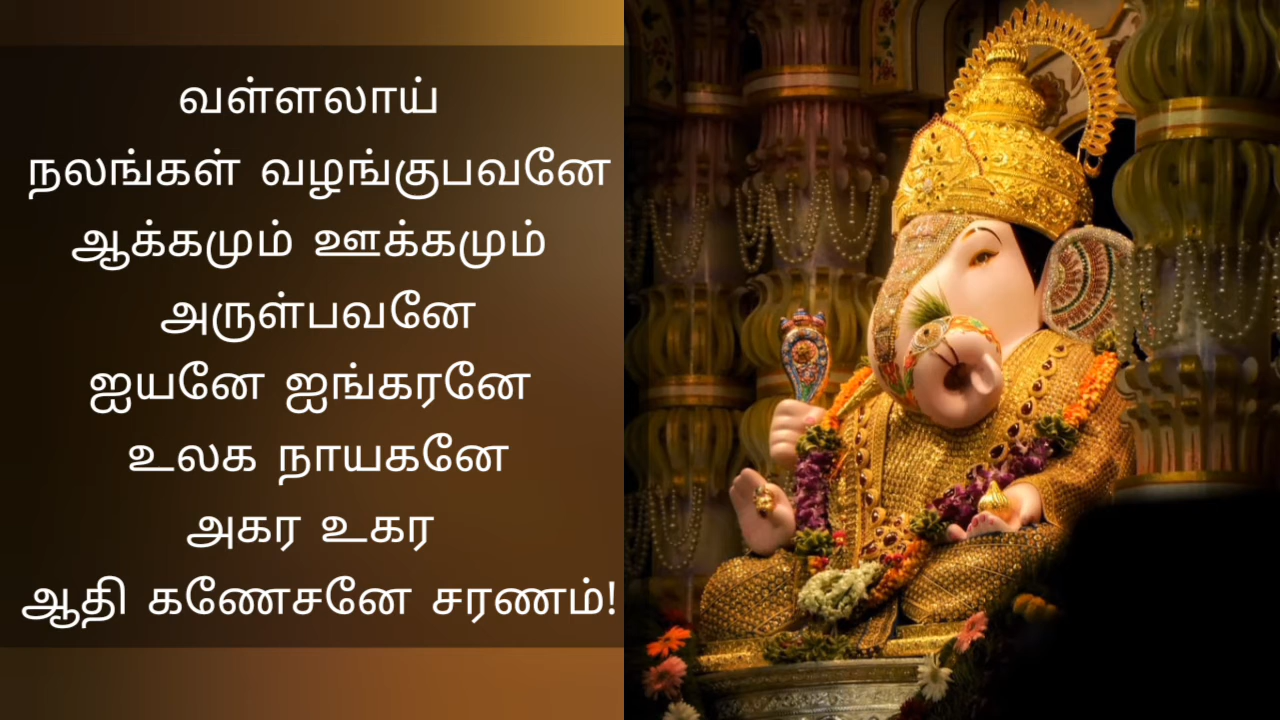 வள்ளலாய்
நலங்கள் வழங்குபவனே
ஆக்கமும் ஊக்கமும்
அருள்பவனே
ஐயனே ஐங்கரனே
உலக நாயகனே
அகர உகர
ஆதி கணேசனே சரணம்!